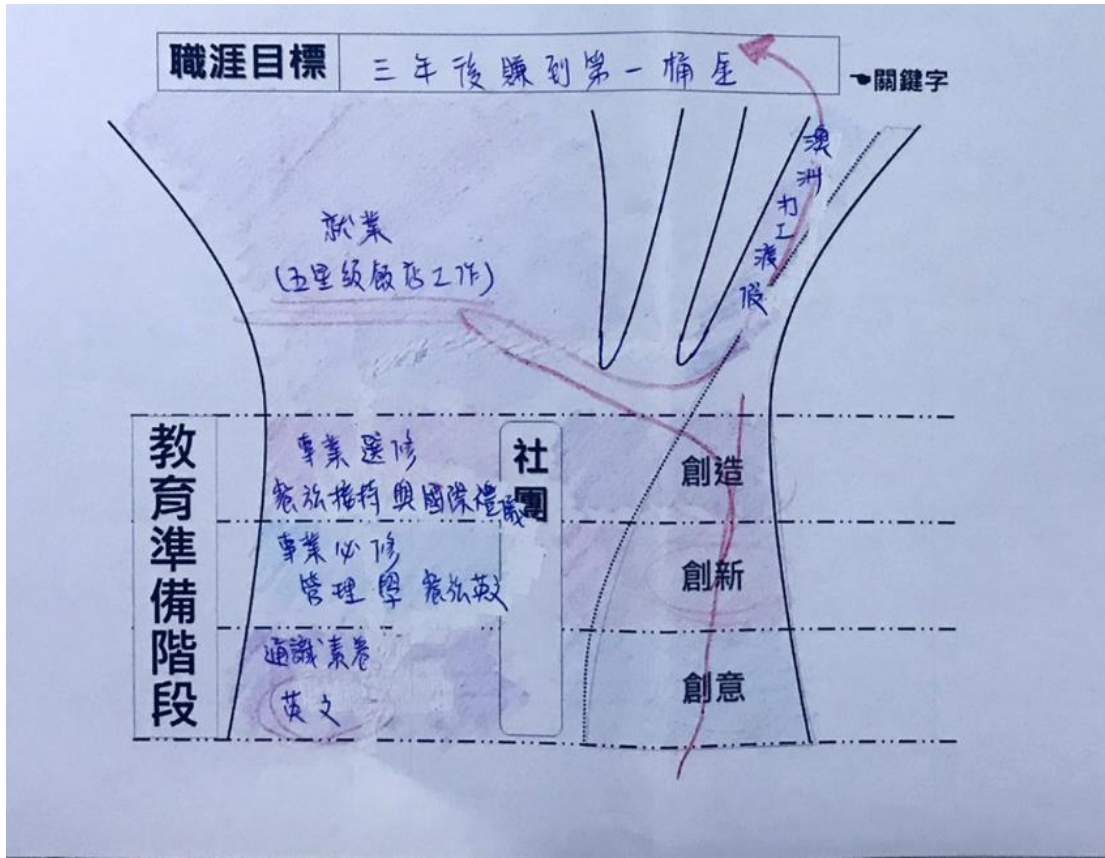 職涯目標 三年後賺到第一桶金
☚關鍵字
澳洲打工渡假
就業
(五星級飯店工作)
教育準備階段
社團
專業選修
餐旅接待與國際禮儀
創造
專業必修
管理學 餐旅英文
創新
通識素養
英文
創意